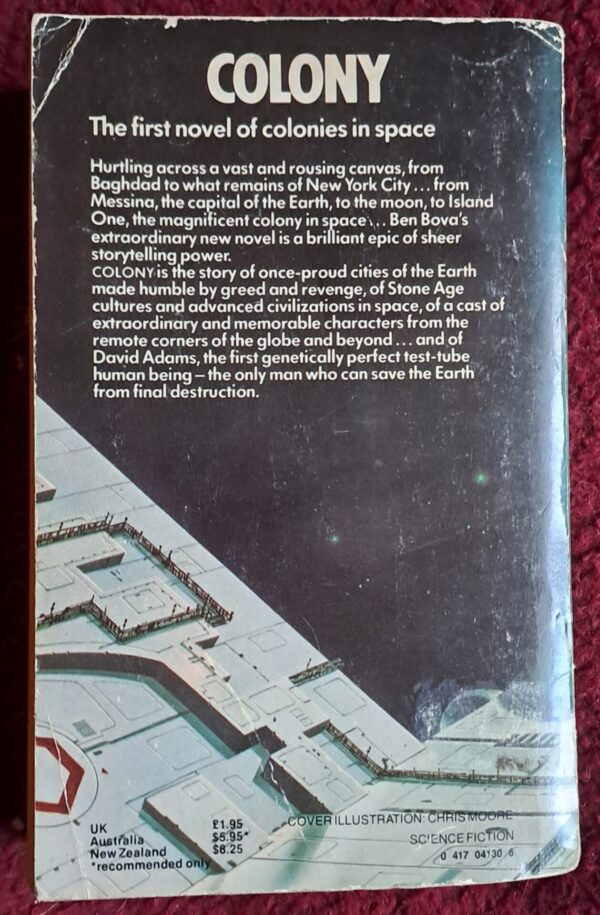 COLONY
The first novel of colonies in space
Hurtling across a vast and rousing canvas, from
Baghdad to what remains of New York City ... from
Messina, the capital of the Earth, to the moon, to Island
One, the magnificent colony in space ... Ben Bova's
extraordinary new novel is a brilliant epic of sheer
storytelling power.
COLONY is the story of once-proud cities of the Earth
made humble by greed and revenge, of Stone Age
cultures and advanced civilizations in space, of a cast of
extraordinary and memorable characters from the
remote corners of the globe and beyond ... and of
David Adams, the first genetically perfect test-tube
human being – the only man who can save the Earth
from final destruction.
UK £1.95
Australia $5.95*
New Zealand $8.25
*recommended only
COVER ILLUSTRATION: CHRIS MOORE
SCIENCE FICTION
0 417 04130 6